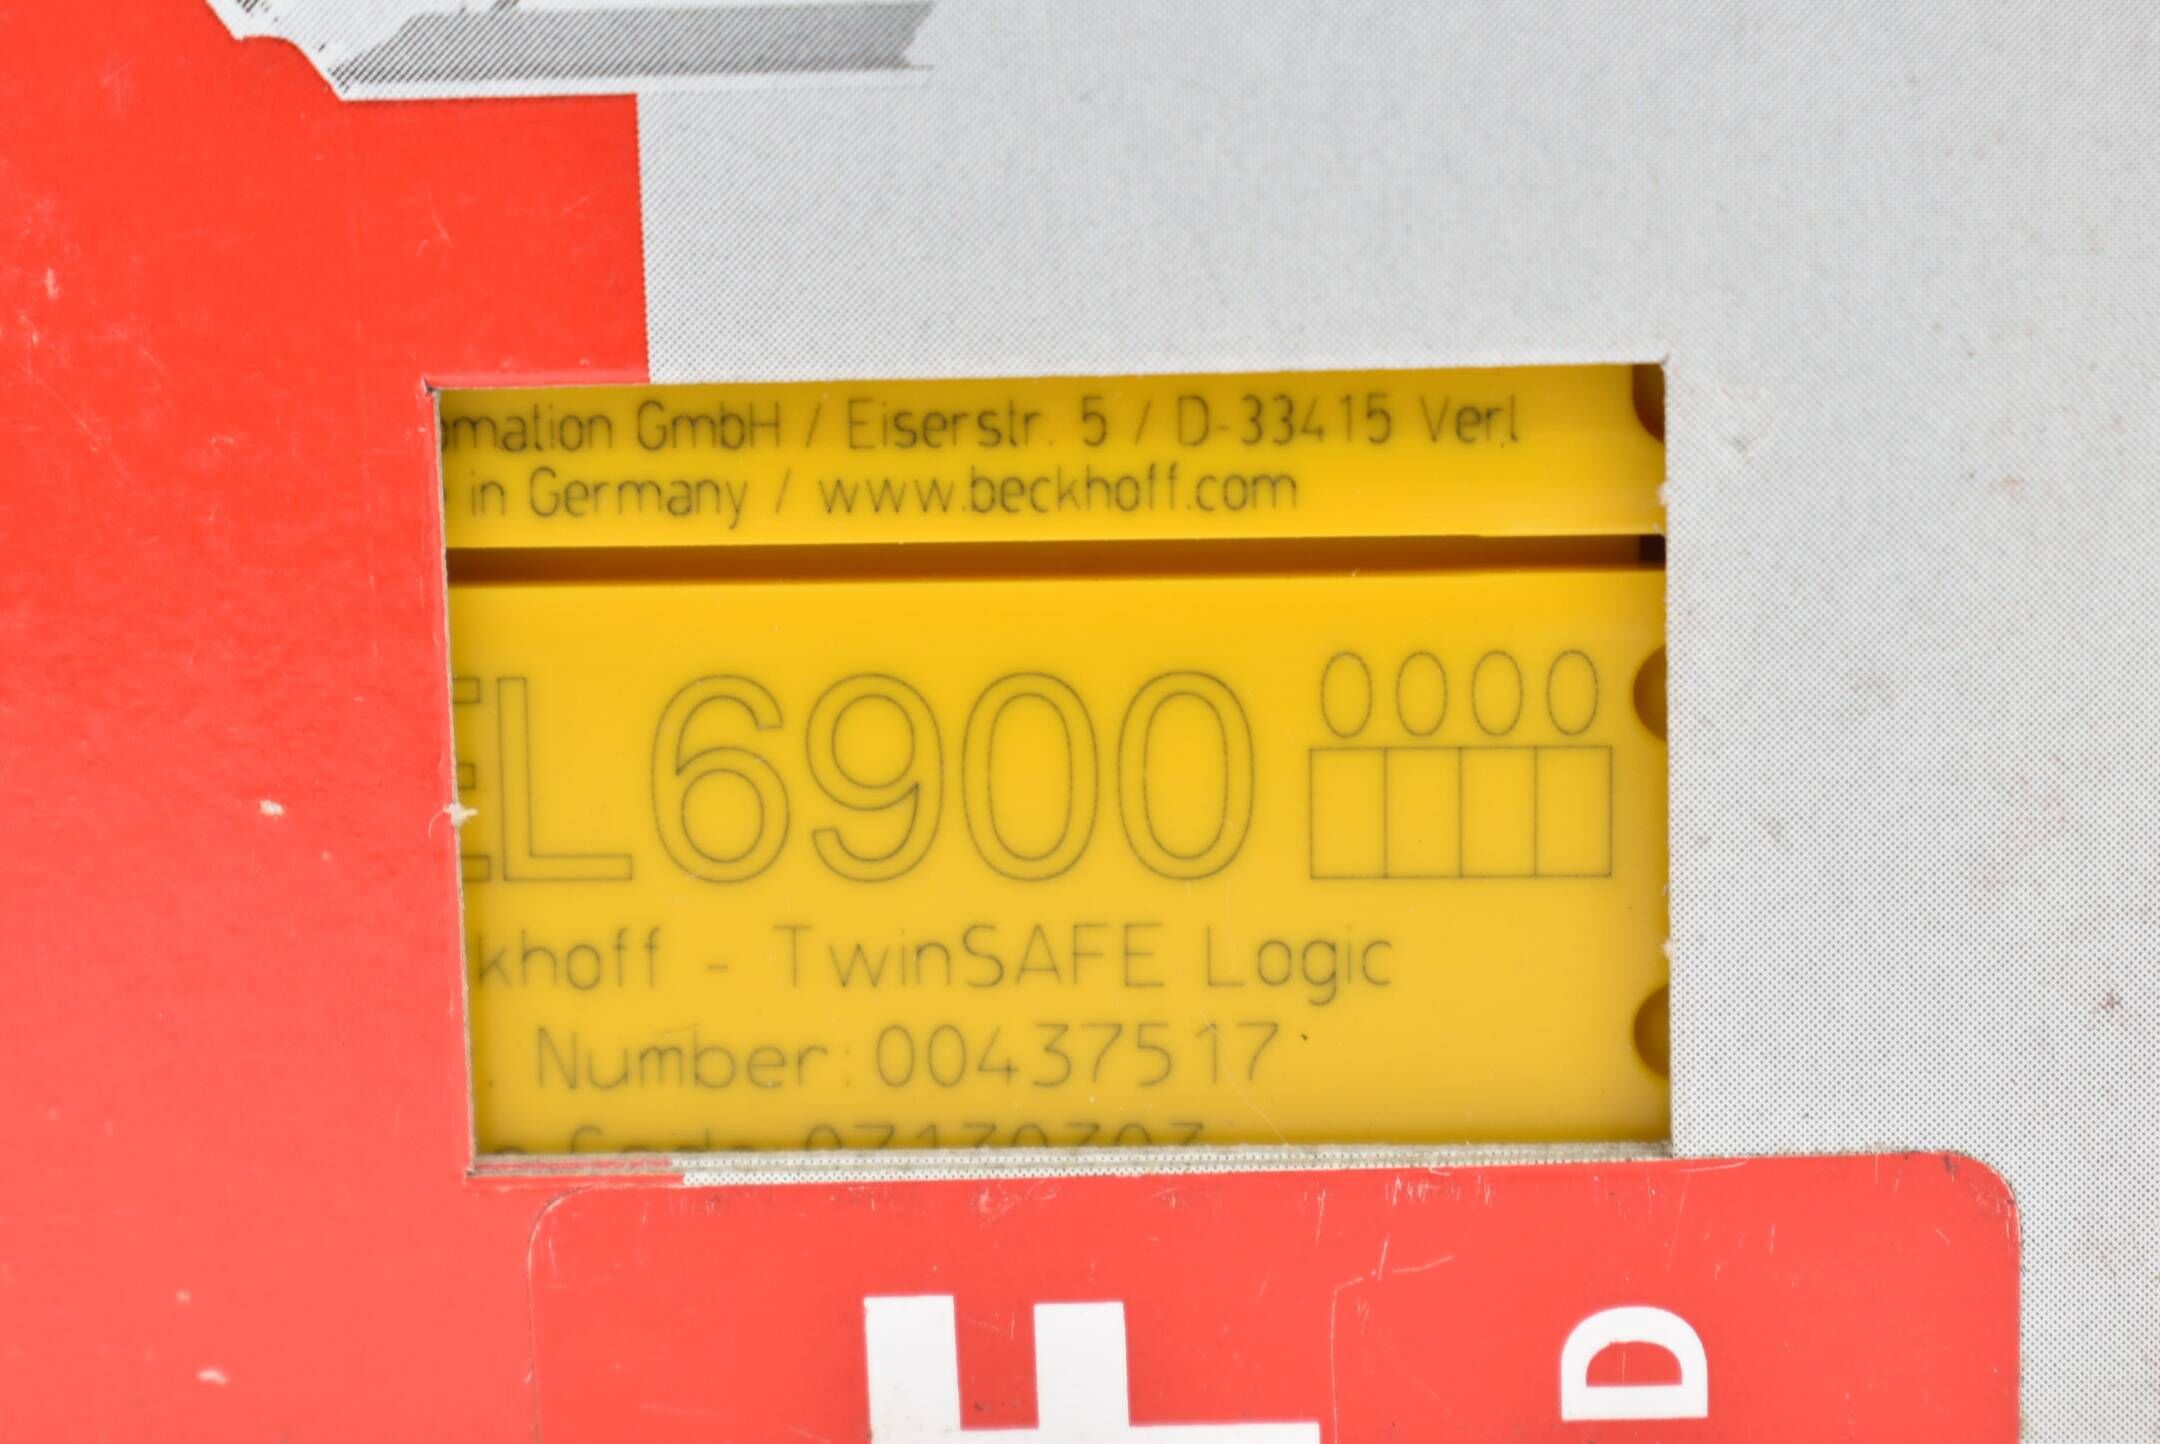 omation GmbH / Eiserstr. 5 / D-33415 Verl
in Germany / www.beckhoff.com
EL6900 0000
khoff - TwinSAFE Logic
. Number: 00437517
F
D